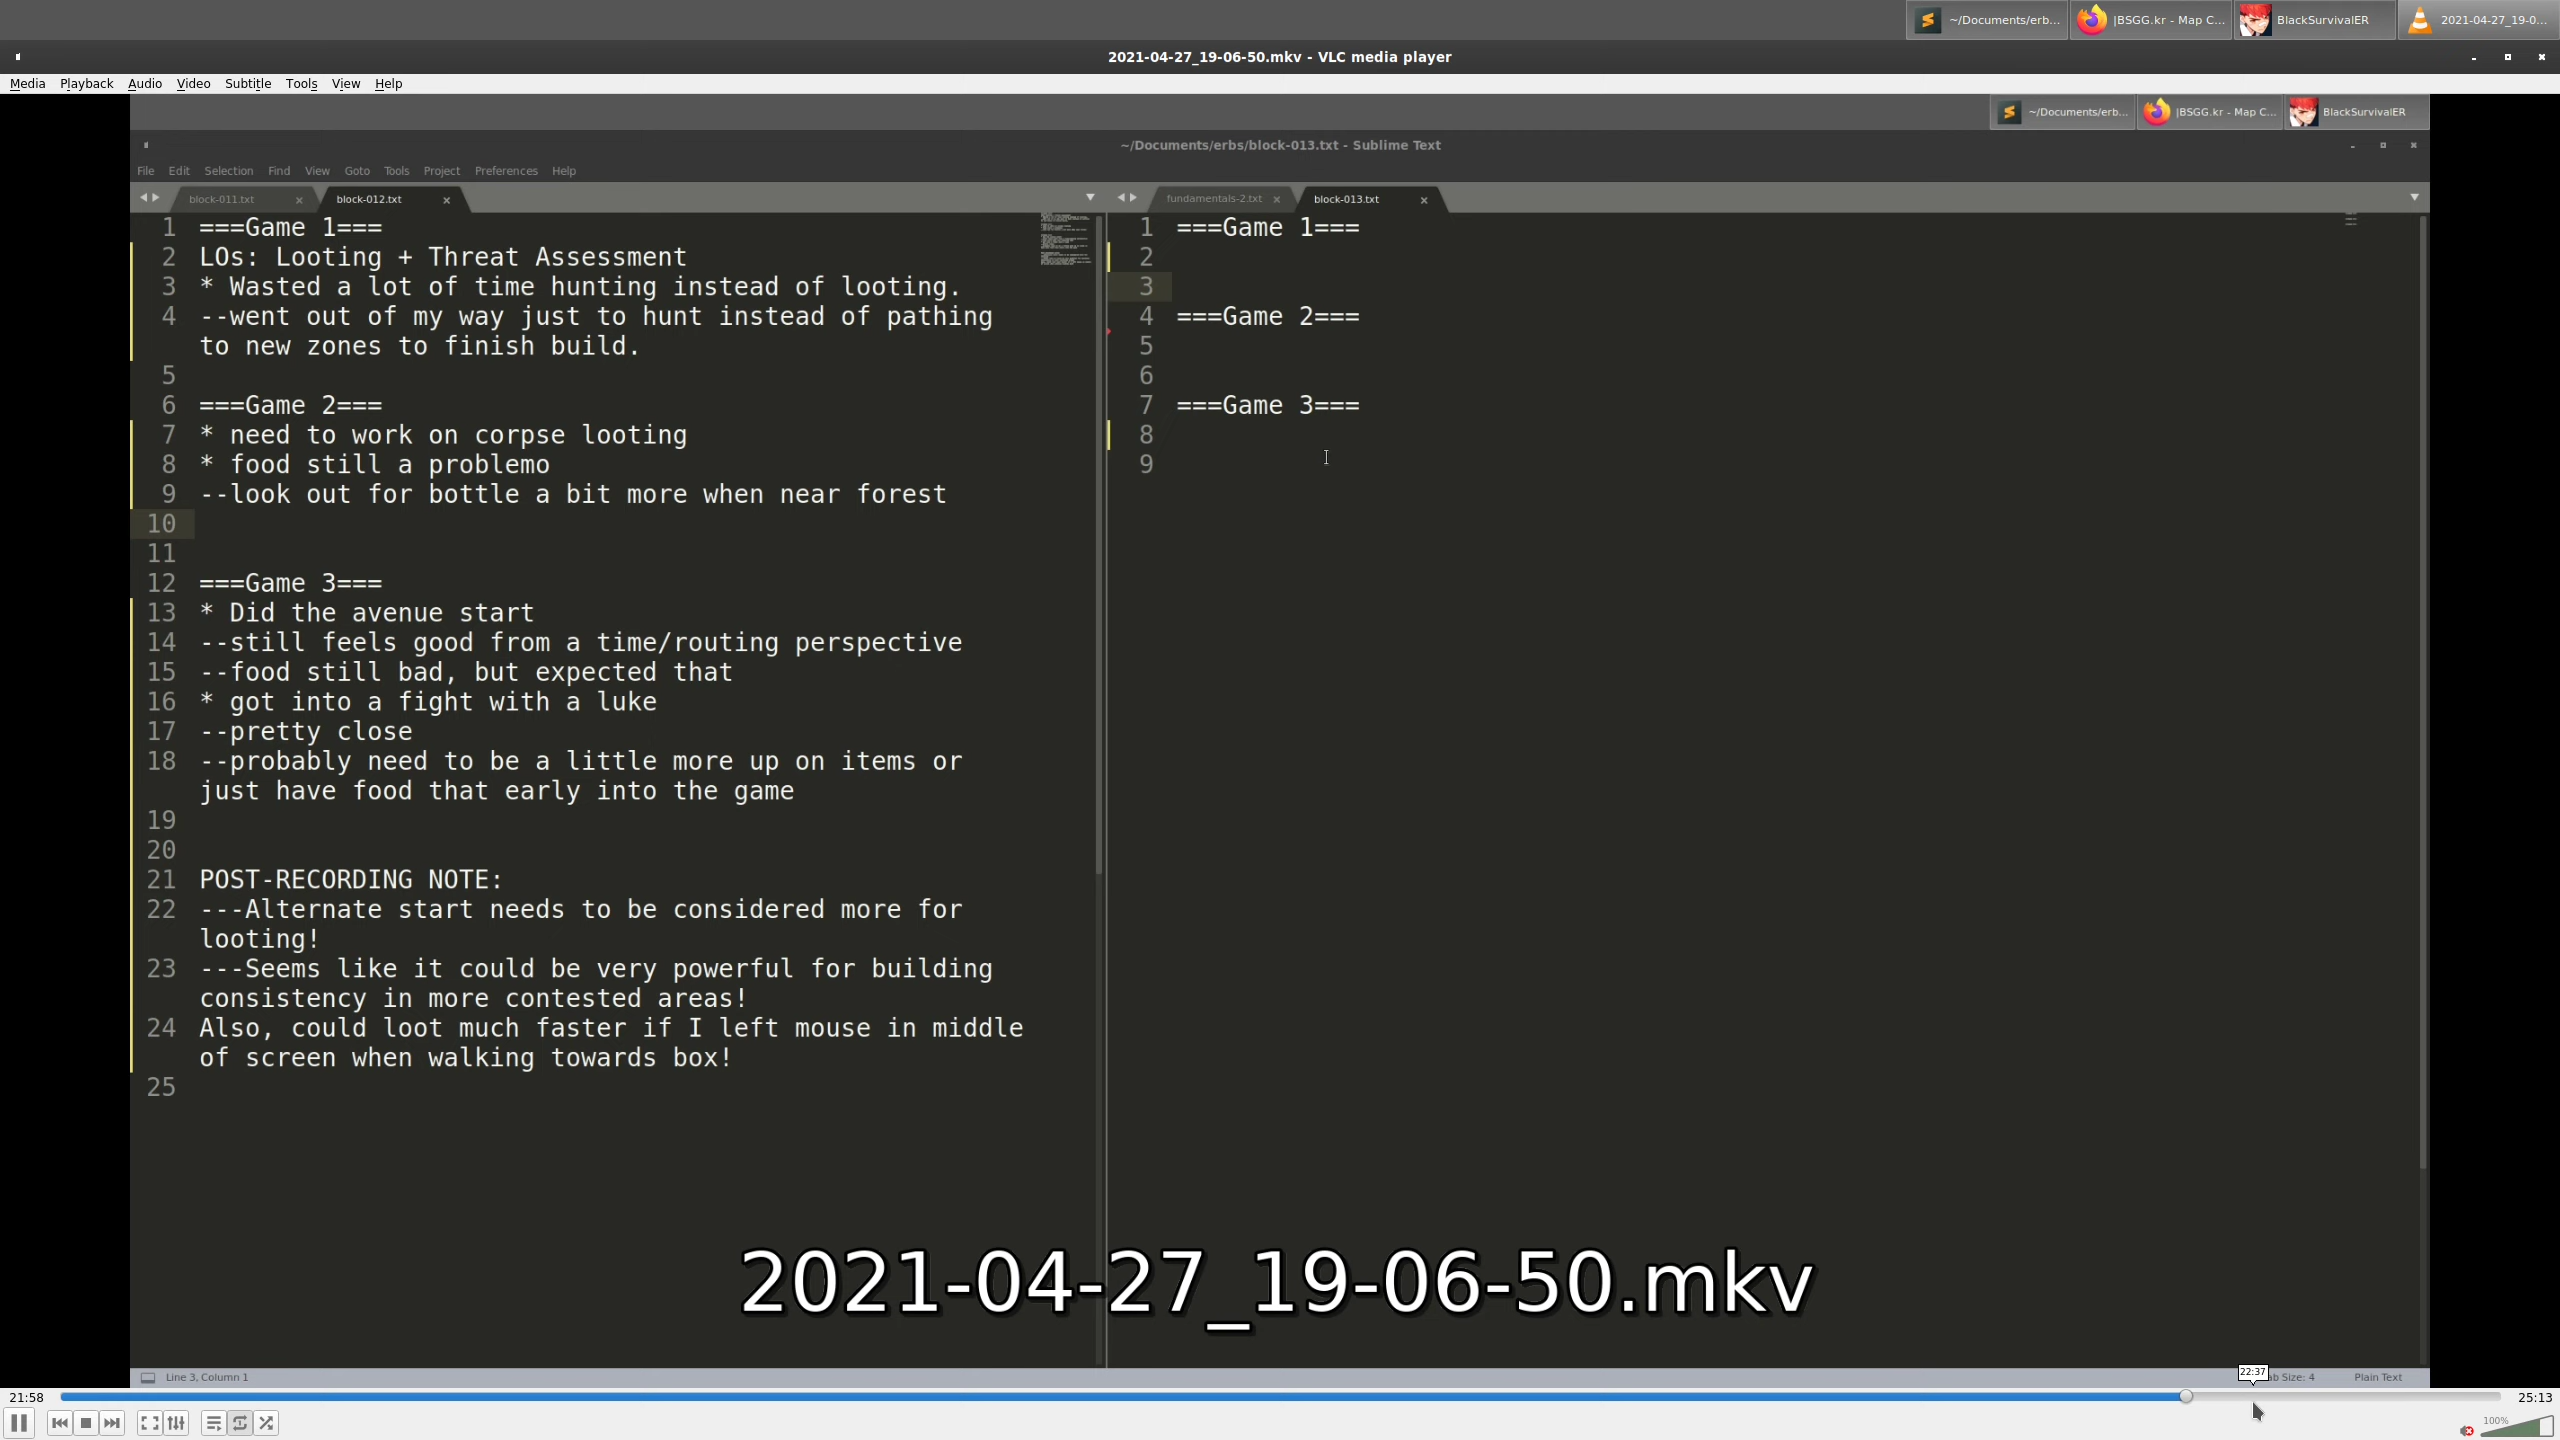 ~/Documents/erb...
|BSGG.kr - Map C...
BlackSurvivalER
2021-04-27_19-0...
2021-04-27_19-06-50.mkv - VLC media player
Media Playback Audio Video Subtitle Tools View Help
~/Documents/erb...
|BSGG.kr - Map C...
BlackSurvivalER
~/Documents/erbs/block-013.txt - Sublime Text
File Edit Selection Find View Goto Tools Project Preferences Help
block-011.txt
block-012.txt
1 ===Game 1===
2 LOs: Looting + Threat Assessment
3 * Wasted a lot of time hunting instead of looting.
4 --went out of my way just to hunt instead of pathing
to new zones to finish build.
5
6 ===Game 2===
7 * need to work on corpse looting
8 * food still a problemo
9 --look out for bottle a bit more when near forest
10
11
12 ===Game 3===
13 * Did the avenue start
14 --still feels good from a time/routing perspective
15 --food still bad, but expected that
16 * got into a fight with a luke
17 --pretty close
18 --probably need to be a little more up on items or
just have food that early into the game
19
20
21 POST-RECORDING NOTE:
22 ---Alternate start needs to be considered more for
looting!
23 ---Seems like it could be very powerful for building
consistency in more contested areas!
24 Also, could loot much faster if I left mouse in middle
of screen when walking towards box!
25
fundamentals-2.txt
block-013.txt
1 ===Game 1===
2
3
4 ===Game 2===
5
6
7 ===Game 3===
8
9
2021-04-27_19-06-50.mkv
Line 3, Column 1
22:37
Size: 4
Plain Text
21:58
25:13
100%